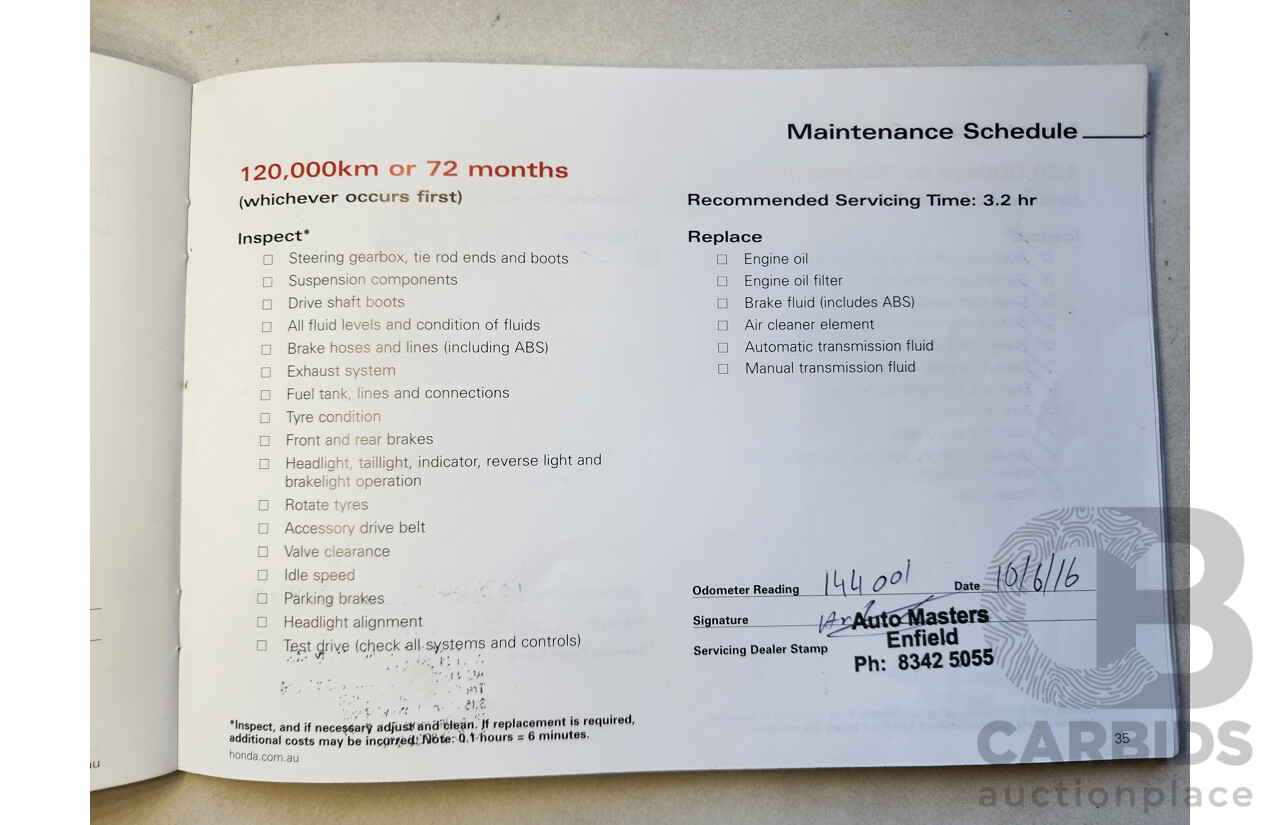 Maintenance Schedule
120,000km or 72 months
(whichever occurs first)
Inspect*
Steering gearbox, tie rod ends and boots
Suspension components
Drive shaft boots
All fluid levels and condition of fluids
Brake hoses and lines (including ABS)
Exhaust system
Fuel tank, lines and connections
Tyre condition
Front and rear brakes
Headlight, taillight, indicator, reverse light and
brakelight operation
Rotate tyres
Accessory drive belt
Valve clearance
Idle speed
Parking brakes
Headlight alignment
Test drive (check all systems and controls)
*Inspect, and if necessary adjust and clean. If replacement is required,
additional costs may be incurred. Note: 0.1 hours = 6 minutes.
honda.com.au
Recommended Servicing Time: 3.2 hr
Replace
Engine oil
Engine oil filter
Brake fluid (includes ABS)
Air cleaner element
Automatic transmission fluid
Manual transmission fluid
Odometer Reading 144001 Date 10/6/16
Signature
Servicing Dealer Stamp
Auto Masters
Enfield
Ph: 8342 5055
35
CB
CARBIDS
auctionplace